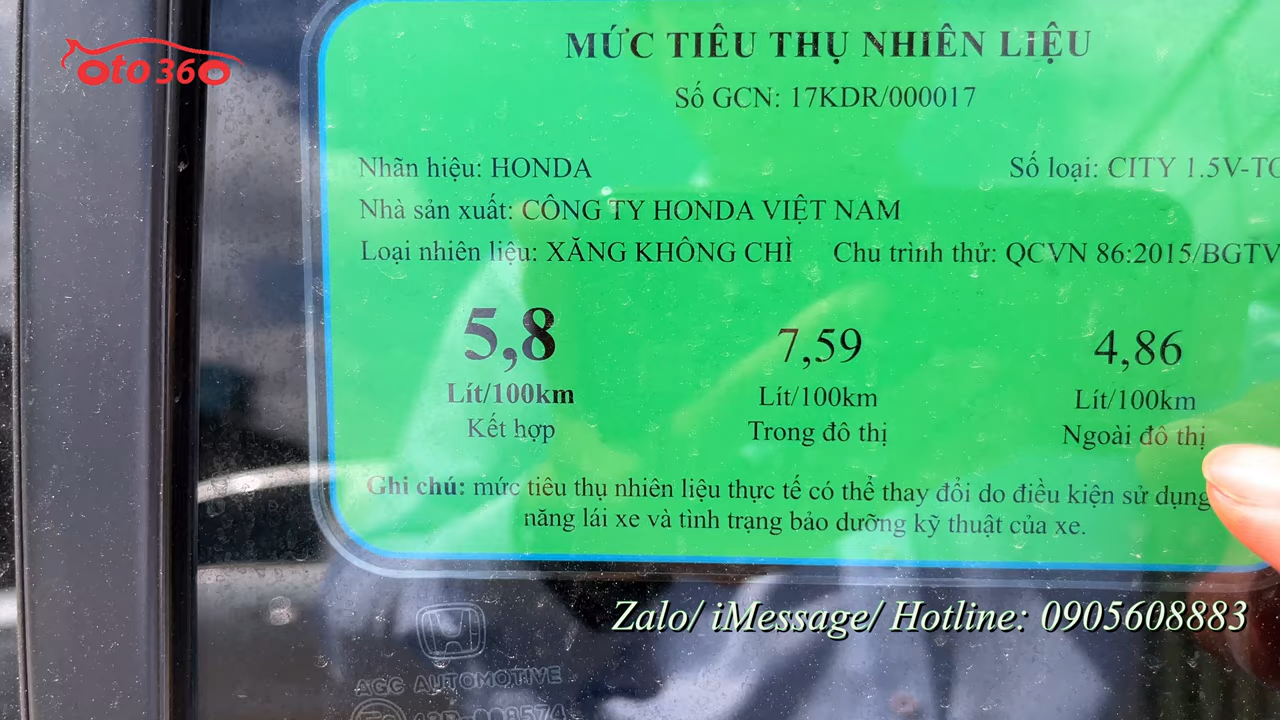 oto360
MỨC TIÊU THỤ NHIÊN LIỆU
Số GCN: 17KDR/000017
Nhãn hiệu: HONDA Số loại: CITY 1.5V-TO
Nhà sản xuất: CÔNG TY HONDA VIỆT NAM
Loại nhiên liệu: XĂNG KHÔNG CHÌ Chu trình thử: QCVN 86:2015/BGTV
5,8 7,59 4,86
Lít/100km Lít/100km Lít/100km
Kết hợp Trong đô thị Ngoài đô thị
Ghi chú: mức tiêu thụ nhiên liệu thực tế có thể thay đổi do điều kiện sử dụng
năng lái xe và tình trạng bảo dưỡng kỹ thuật của xe.
Zalo/ iMessage/ Hotline: 0905608883
AGC AUTOMOTIVE